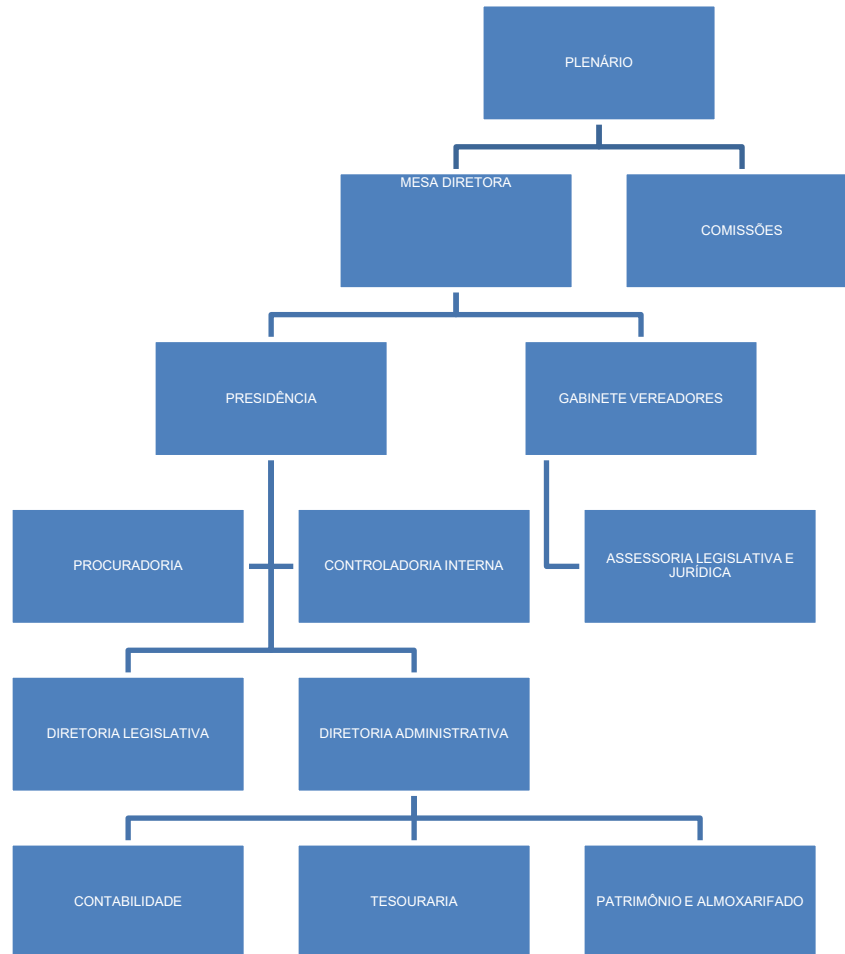 PLENÁRIO
MESA DIRETORA
COMISSÕES
PRESIDÊNCIA
GABINETE VEREADORES
PROCURADORIA
CONTROLADORIA INTERNA
ASSESSORIA LEGISLATIVA E
JURÍDICA
DIRETORIA LEGISLATIVA
DIRETORIA ADMINISTRATIVA
CONTABILIDADE
TESOURARIA
PATRIMÔNIO E ALMOXARIFADO